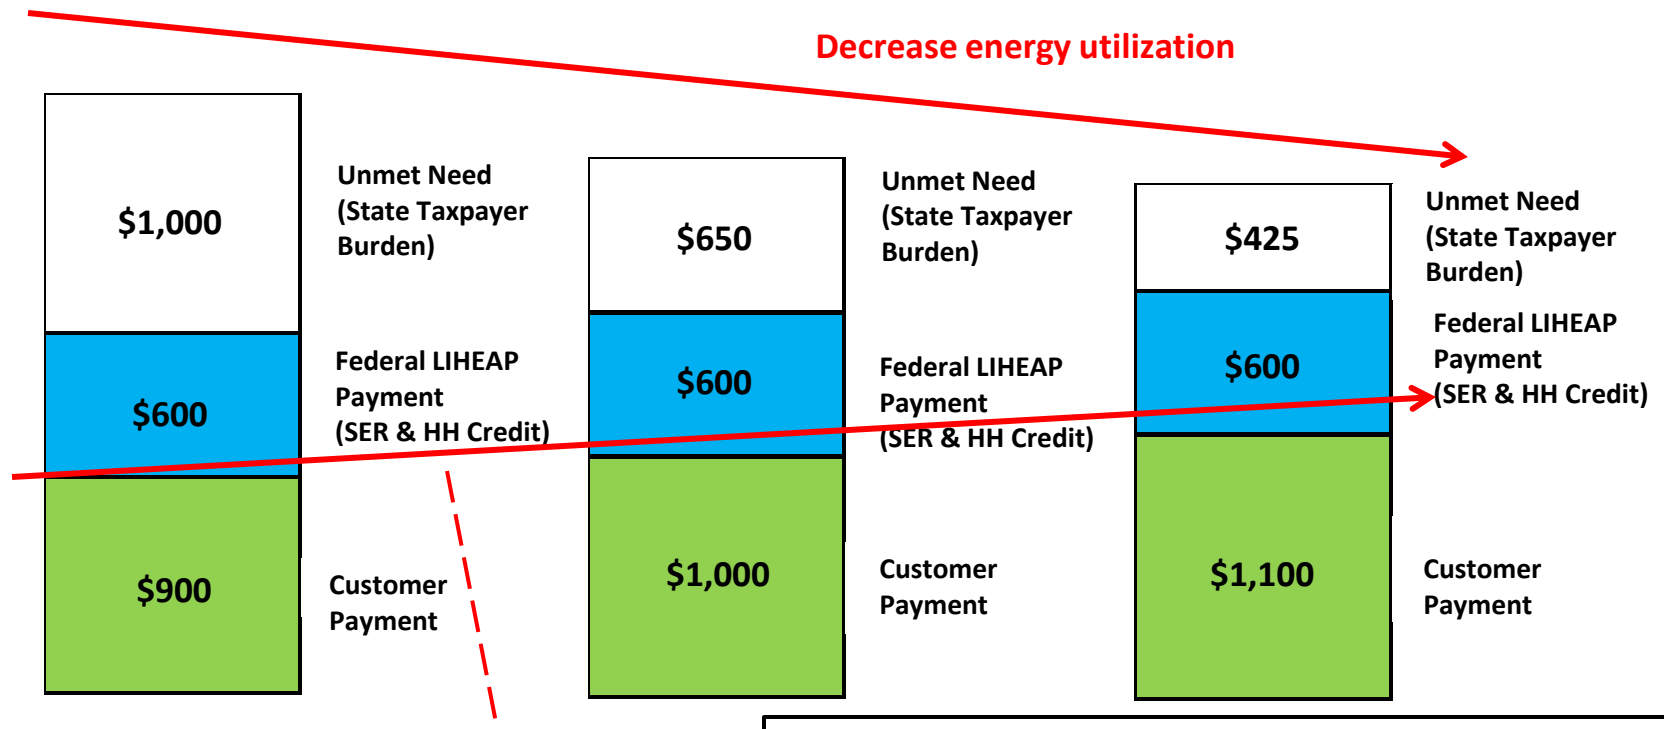 Decrease energy utilization
$1,000
Unmet Need
(State Taxpayer
Burden)
$600
Federal LIHEAP
Payment
(SER & HH Credit)
$900
Customer
Payment
$650
Unmet Need
(State Taxpayer
Burden)
$600
Federal LIHEAP
Payment
(SER & HH Credit)
$1,000
Customer
Payment
$425
Unmet Need
(State Taxpayer
Burden)
$600
Federal LIHEAP
Payment
(SER & HH Credit)
$1,100
Customer
Payment